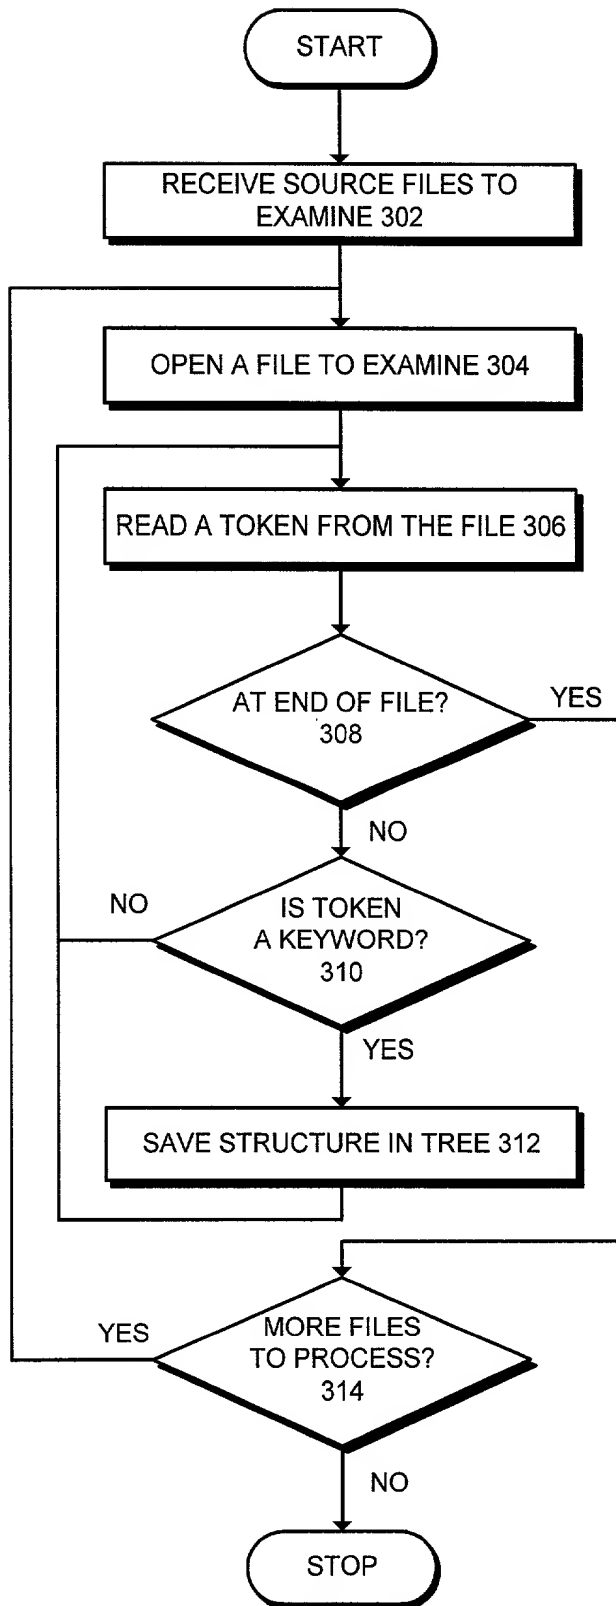 START
RECEIVE SOURCE FILES TO
EXAMINE 302
OPEN A FILE TO EXAMINE 304
READ A TOKEN FROM THE FILE 306
AT END OF FILE?
308
YES
NO
NO
IS TOKEN
A KEYWORD?
310
YES
SAVE STRUCTURE IN TREE 312
YES
MORE FILES
TO PROCESS?
314
NO
STOP